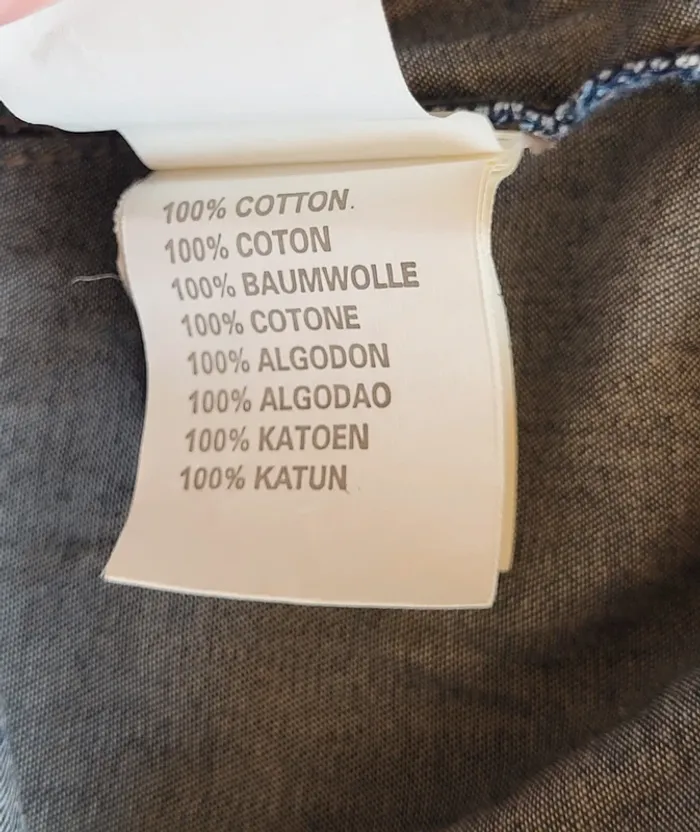 100% COTTON.
100% COTON
100% BAUMWOLLE
100% COTONE
100% ALGODON
100% ALGODAO
100% KATOEN
100% KATUN